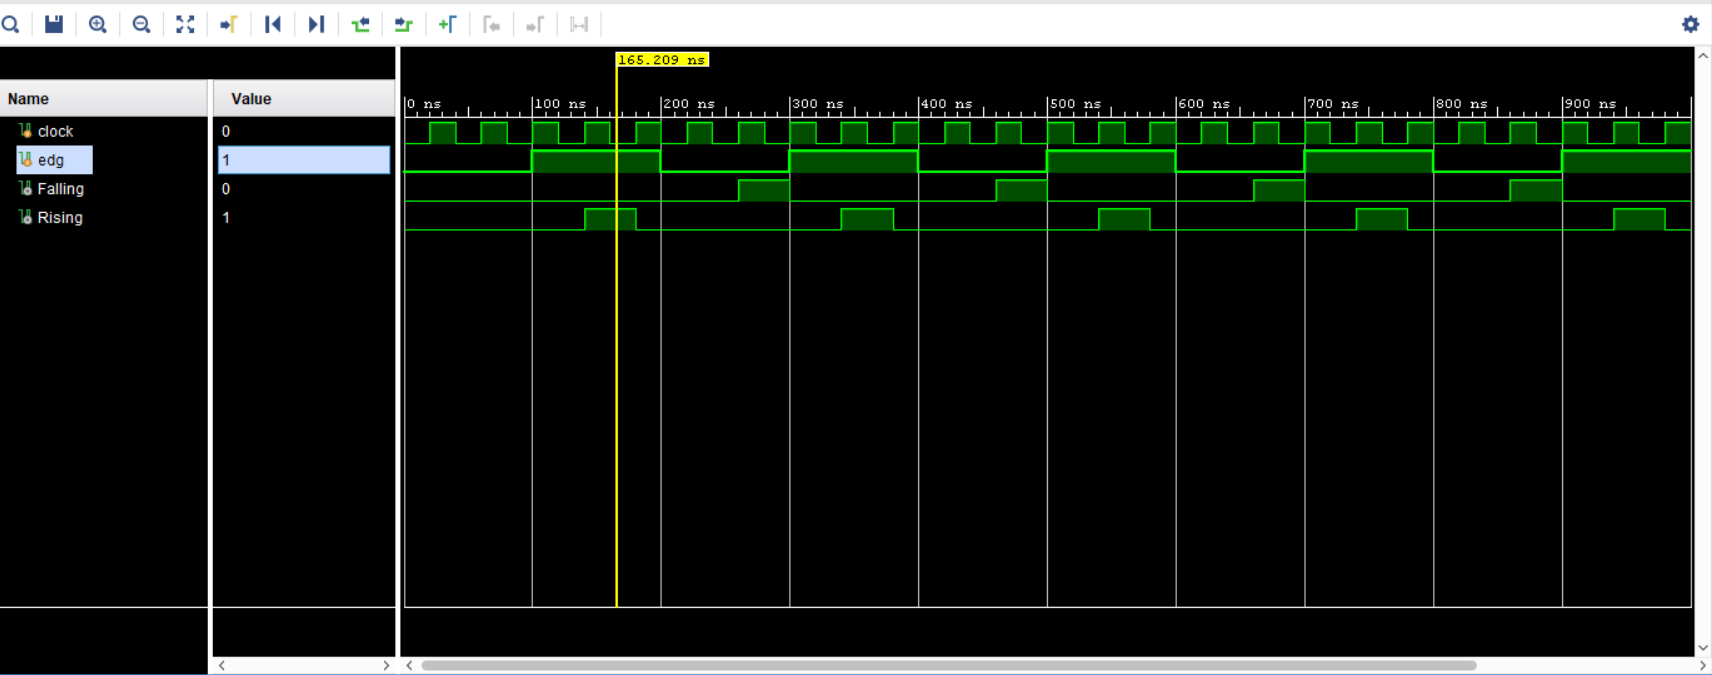 165.209 ns
Name Value
0 ns 100 ns 200 ns 300 ns 400 ns 500 ns 600 ns 700 ns 800 ns 900 ns
clock 0
edg 1
Falling 0
Rising 1